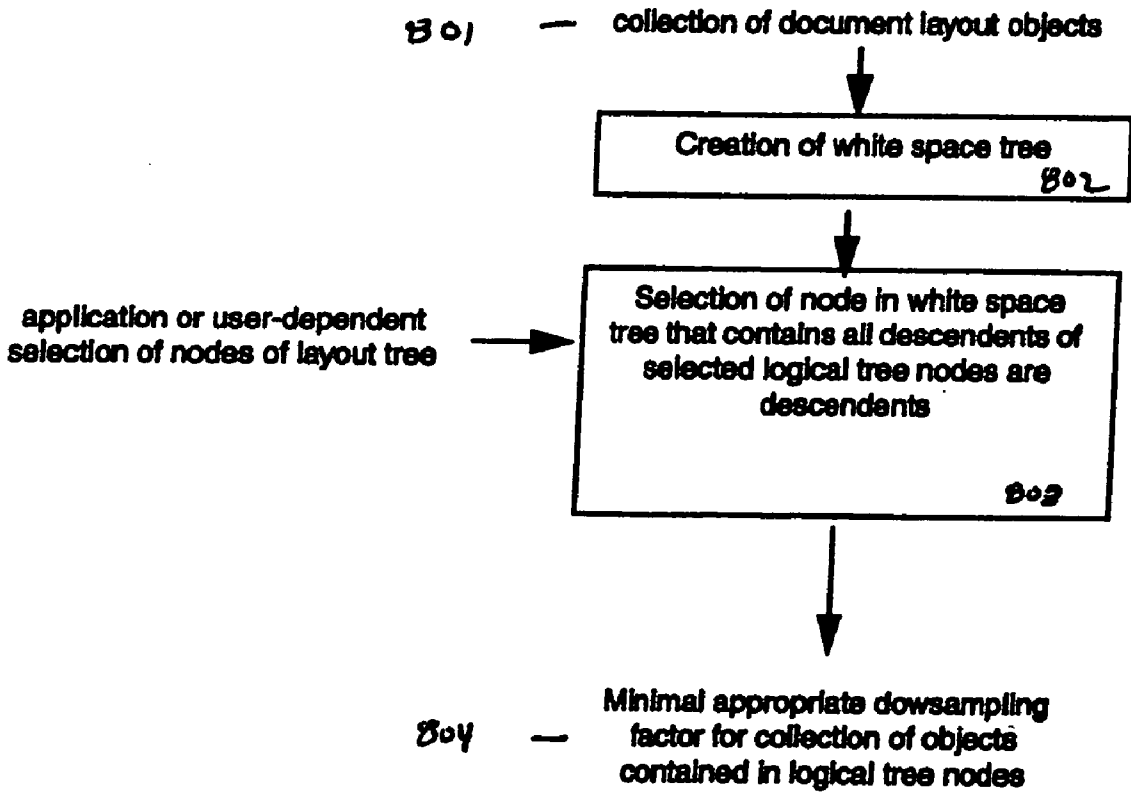 801 — collection of document layout objects
Creation of white space tree
802
application or user-dependent
selection of nodes of layout tree
Selection of node in white space
tree that contains all descendents of
selected logical tree nodes are
descendents
803
804 — Minimal appropriate dowsampling
factor for collection of objects
contained in logical tree nodes